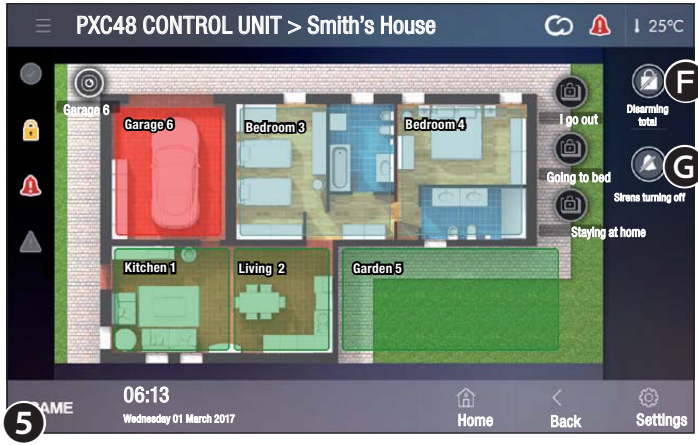 PXC48 CONTROL UNIT > Smith's House
25°C
Garage 6
Garage 6
Bedroom 3
Bedroom 4
I go out
Going to bed
Staying at home
F
Disarming
total
G
Sirens turning off
Kitchen 1
Living 2
Garden 5
5
AME
06:13
Wednesday 01 March 2017
Home
Back
Settings